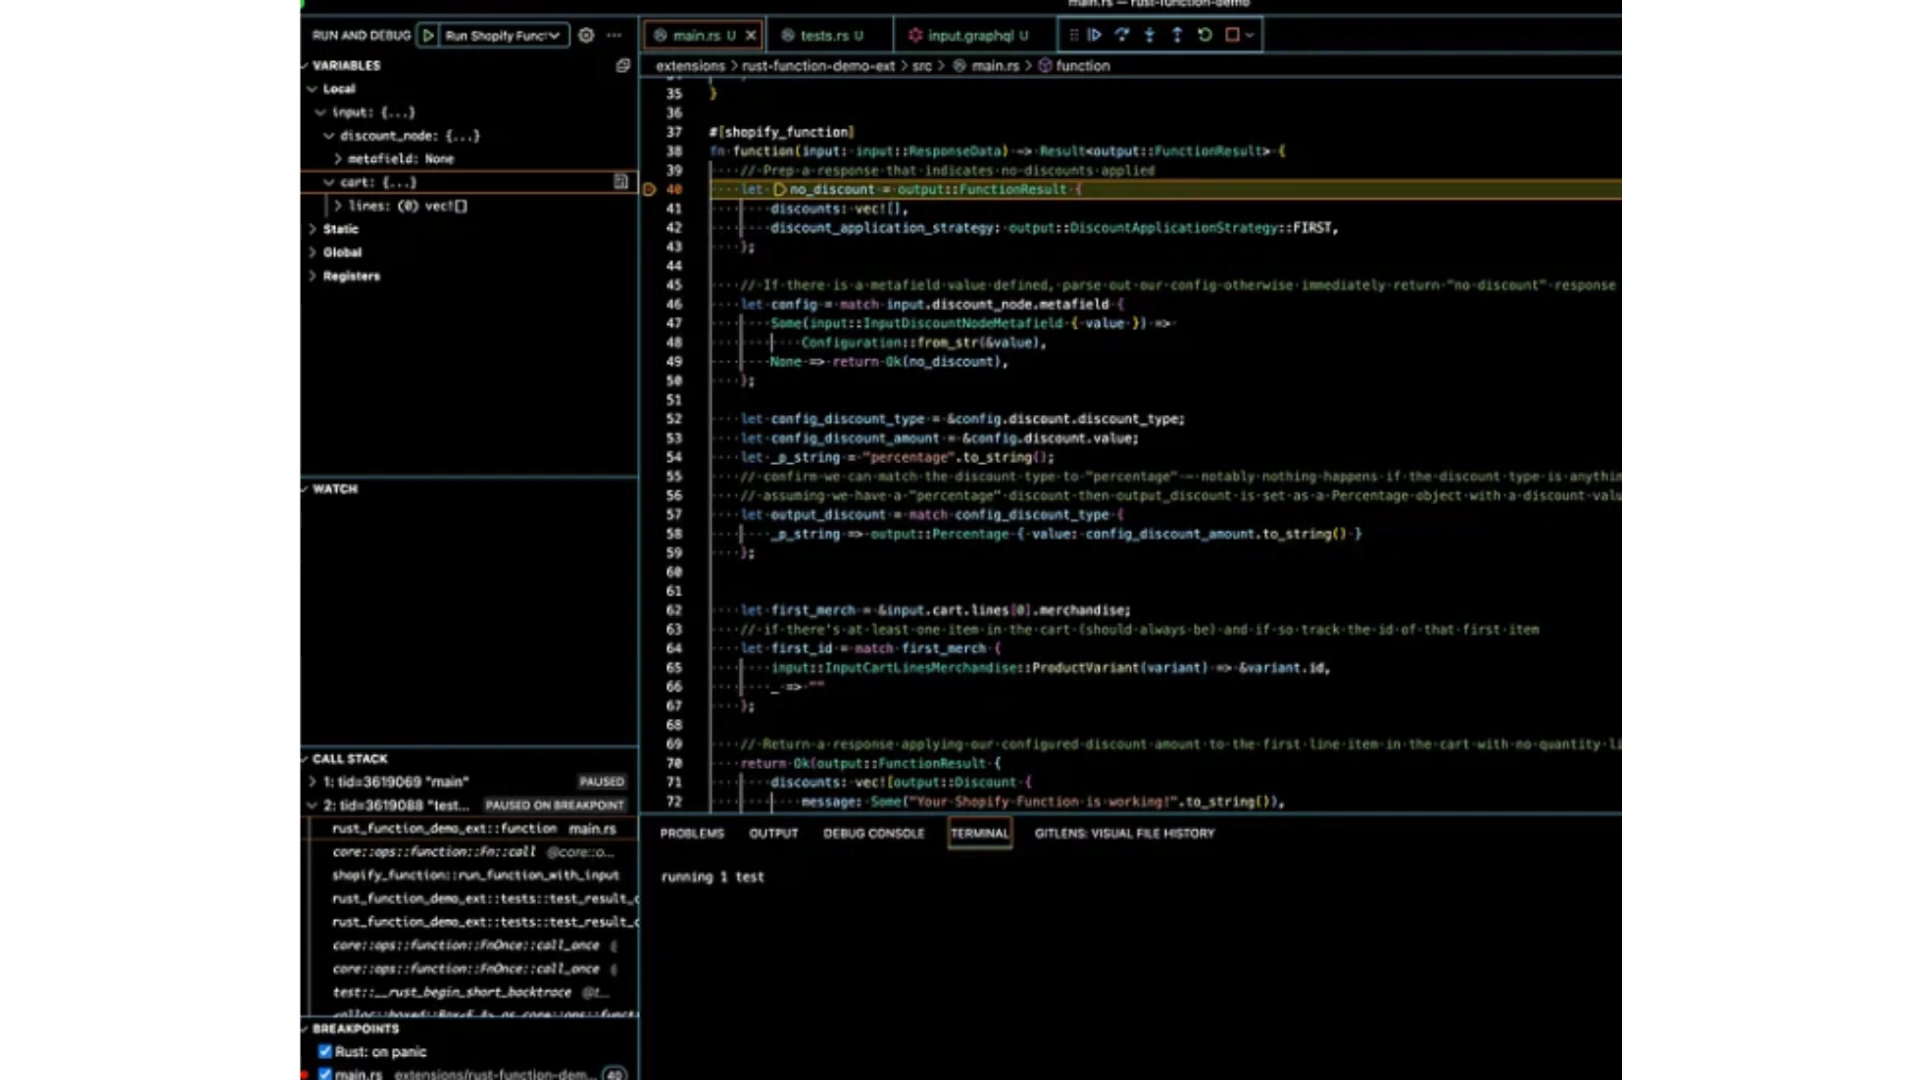 main.rs — rust-function-demo
RUN AND DEBUG
Run Shopify Func
main.rs U
tests.rs U
input.graphql U
extensions > rust-function-demo-ext > src > main.rs > function
VARIABLES
Local
input: {...}
discount_node: {...}
metafield: None
cart: {...}
lines: (0) vec![]
Static
Global
Registers
WATCH
CALL STACK
1: tid=3619069 "main" PAUSED
2: tid=3619088 "test... PAUSED ON BREAKPOINT
rust_function_demo_ext::function main.rs
core::ops::function::Fn::call @core::o...
shopify_function::run_function_with_input
rust_function_demo_ext::tests::test_result_c
rust_function_demo_ext::tests::test_result_c
core::ops::function::FnOnce::call_once
core::ops::function::FnOnce::call_once
test::__rust_begin_short_backtrace @t...
BREAKPOINTS
Rust: on panic
main.rs extensions/rust-function-dem... 40
35 }
36
37 #[shopify_function]
38 fn function(input: input::ResponseData) -> Result<output::FunctionResult> {
39 // Prep a response that indicates no discounts applied
40 let no_discount = output::FunctionResult {
41 discounts: vec![],
42 discount_application_strategy: output::DiscountApplicationStrategy::FIRST,
43 };
44
45 // If there is a metafield value defined, parse out our config otherwise immediately return "no discount" response
46 let config = match input.discount_node.metafield {
47 Some(input::InputDiscountNodeMetafield { value }) =>
48 Configuration::from_str(&value),
49 None => return Ok(no_discount),
50 };
51
52 let config_discount_type = &config.discount.discount_type;
53 let config_discount_amount = &config.discount.value;
54 let _p_string = "percentage".to_string();
55 // confirm we can match the discount type to "percentage" - notably nothing happens if the discount type is anythin
56 // assuming we have a "percentage" discount then output_discount is set as a Percentage object with a discount valu
57 let output_discount = match config_discount_type {
58 _p_string => output::Percentage { value: config_discount_amount.to_string() }
59 };
60
61
62 let first_merch = &input.cart.lines[0].merchandise;
63 // if there's at least one item in the cart (should always be) and if so track the id of that first item
64 let first_id = match first_merch {
65 input::InputCartLinesMerchandise::ProductVariant(variant) => &variant.id,
66 _ => ""
67 };
68
69 // Return a response applying our configured discount amount to the first line item in the cart with no quantity li
70 return Ok(output::FunctionResult {
71 discounts: vec![output::Discount {
72 message: Some("Your Shopify Function is working!".to_string()),
PROBLEMS OUTPUT DEBUG CONSOLE TERMINAL GITLENS: VISUAL FILE HISTORY
running 1 test